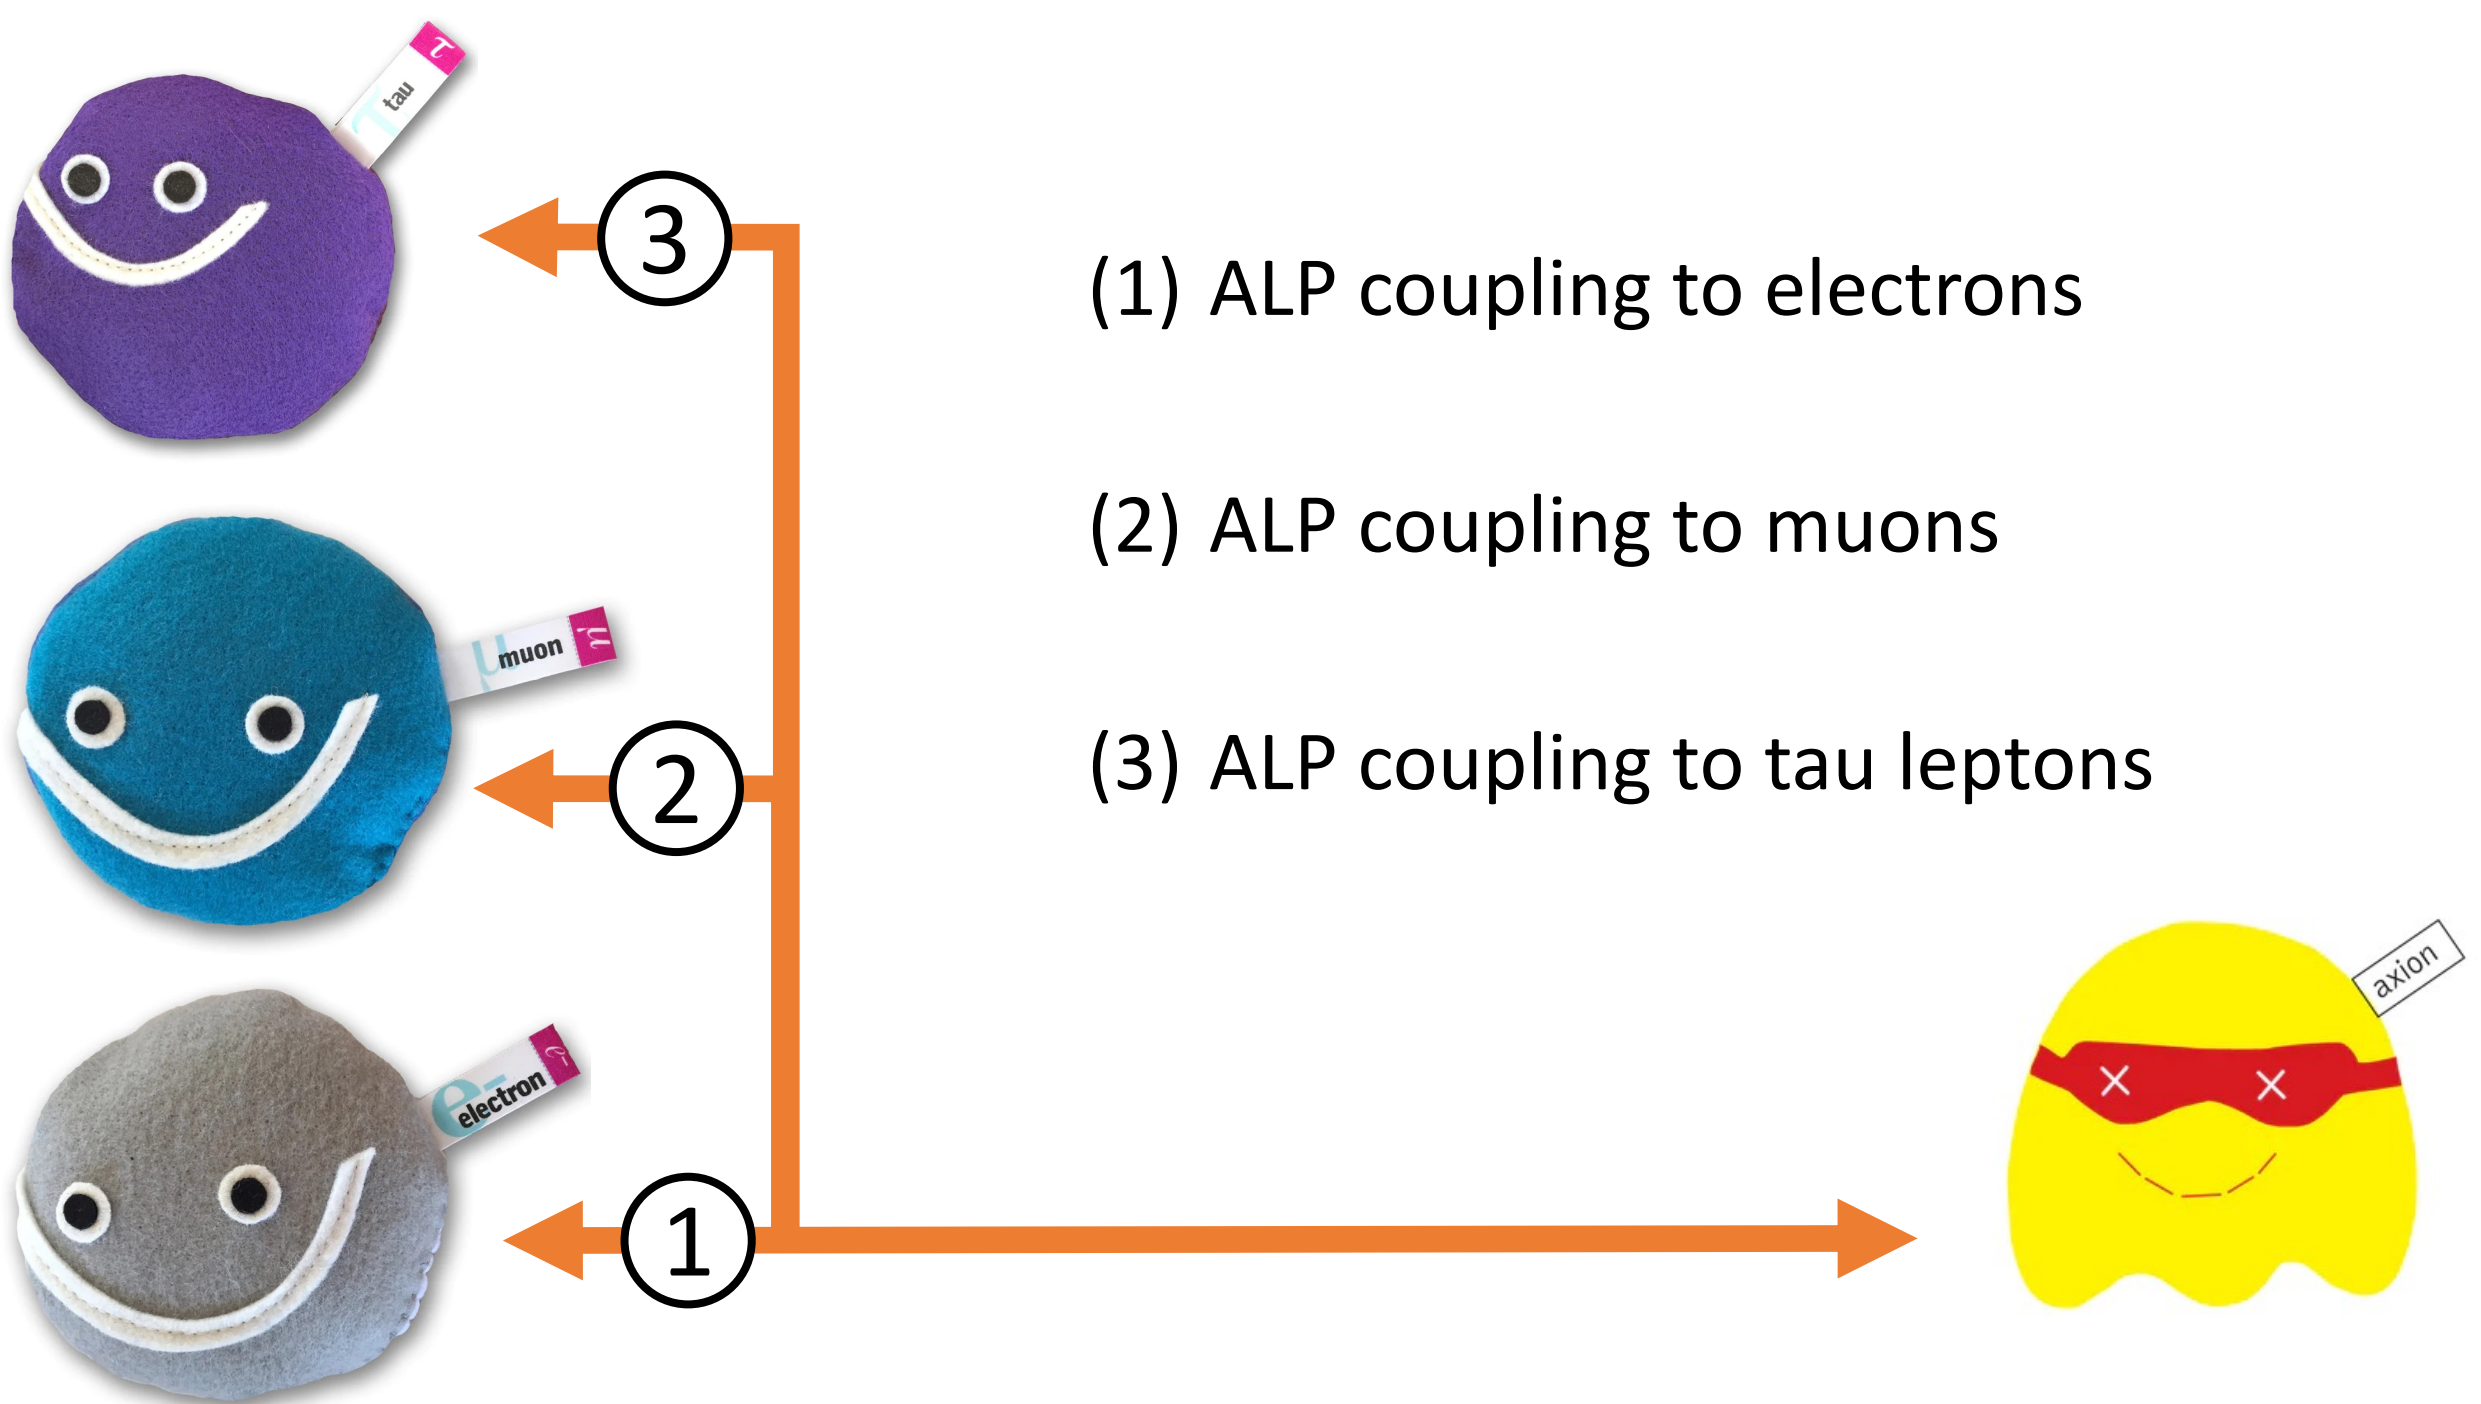 τ
τ tau
3
(1) ALP coupling to electrons
(2) ALP coupling to muons
μ muon μ
(3) ALP coupling to tau leptons
2
axion
e- electron e-
1